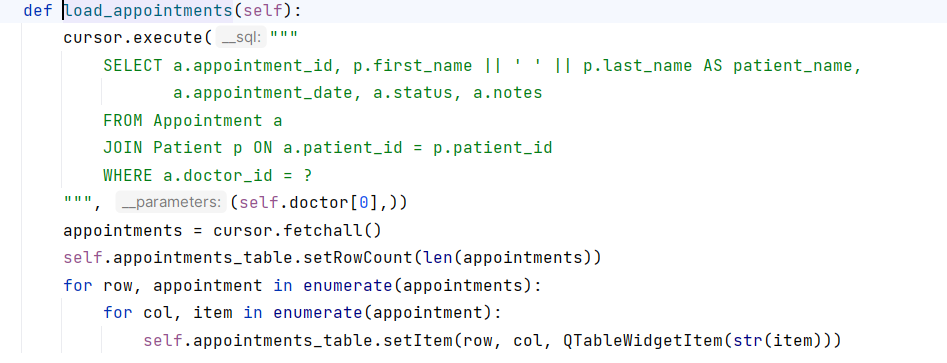 def load_appointments(self):
    cursor.execute( __sql: """
        SELECT a.appointment_id, p.first_name || ' ' || p.last_name AS patient_name,
               a.appointment_date, a.status, a.notes
        FROM Appointment a
        JOIN Patient p ON a.patient_id = p.patient_id
        WHERE a.doctor_id = ?
    """, __parameters: (self.doctor[0],))
    appointments = cursor.fetchall()
    self.appointments_table.setRowCount(len(appointments))
    for row, appointment in enumerate(appointments):
        for col, item in enumerate(appointment):
            self.appointments_table.setItem(row, col, QTableWidgetItem(str(item)))